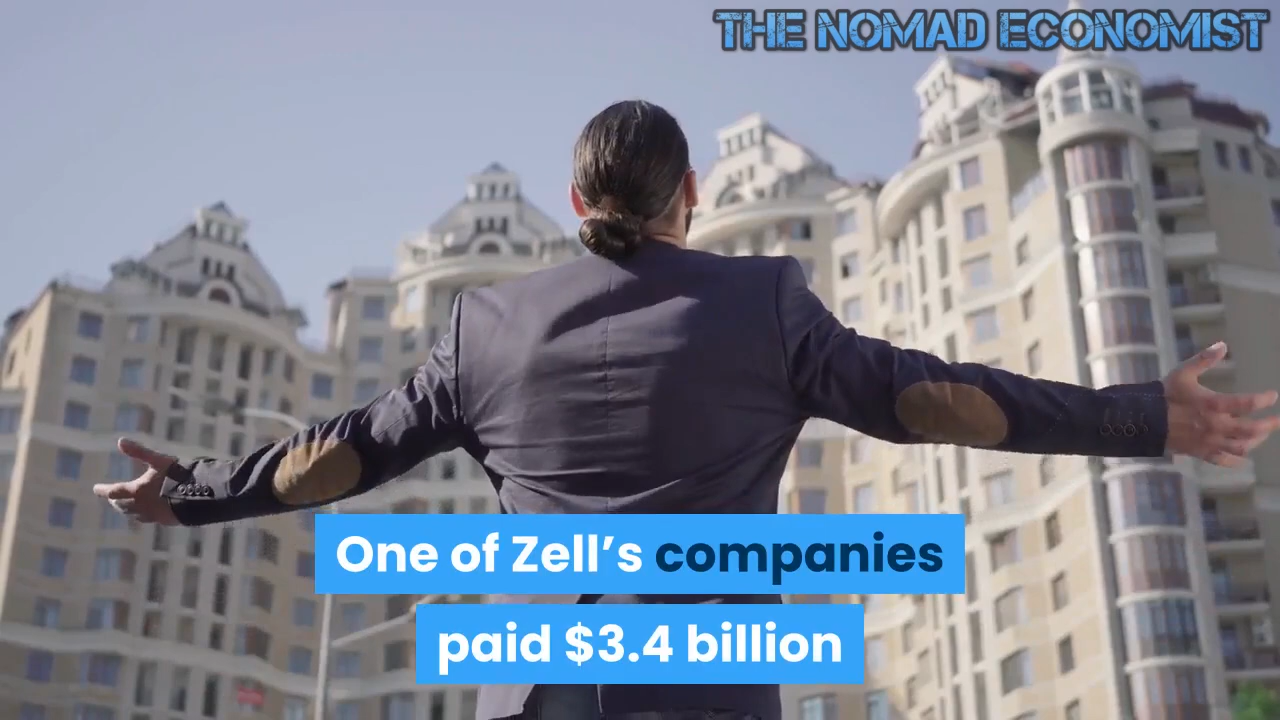 THE NOMAD ECONOMIST
One of Zell’s companies
paid $3.4 billion